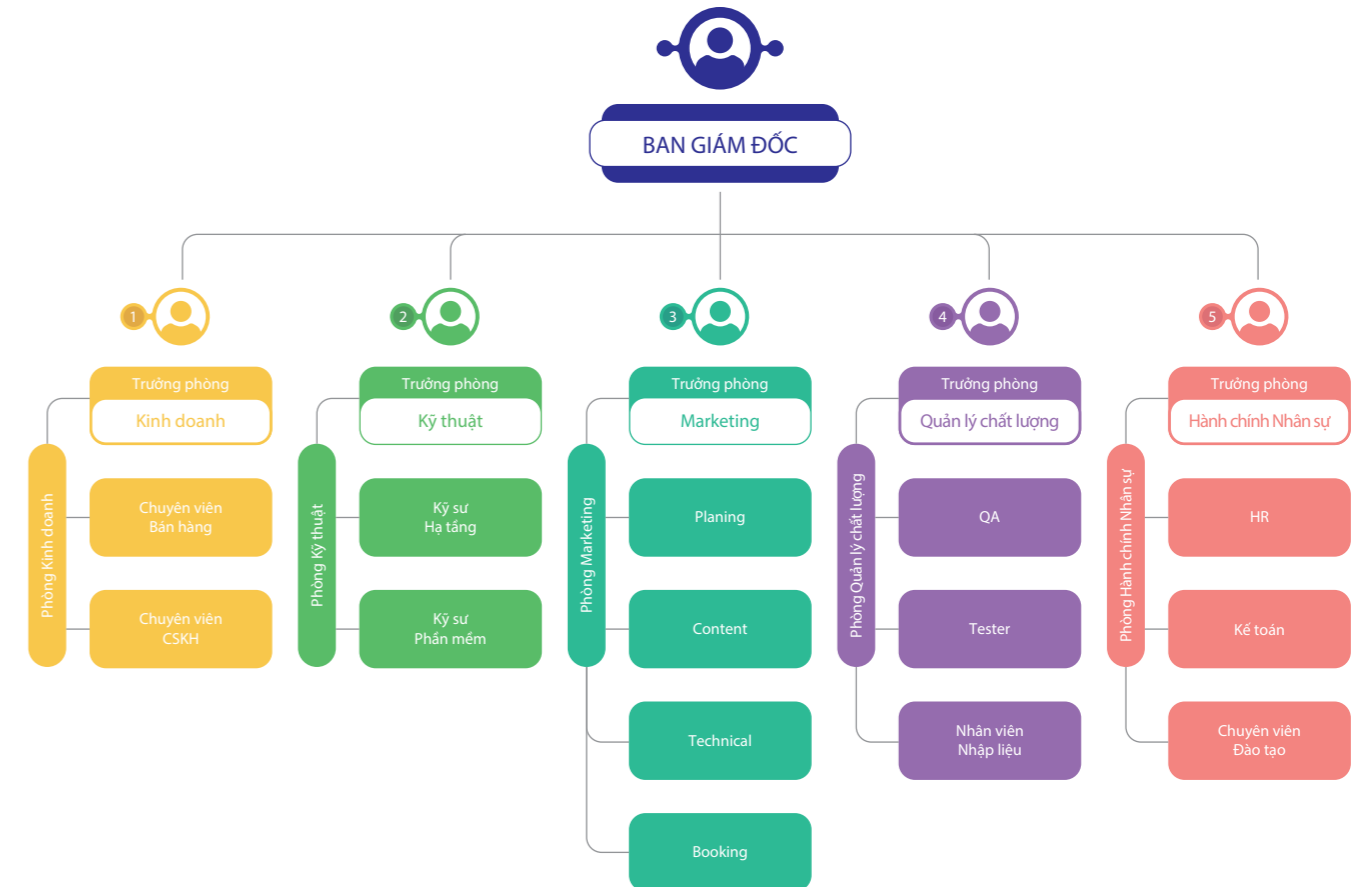 BAN GIÁM ĐỐC
1
Trưởng phòng
Kinh doanh
Phòng Kinh doanh
Chuyên viên
Bán hàng
Chuyên viên
CSKH
2
Trưởng phòng
Kỹ thuật
Phòng Kỹ thuật
Kỹ sư
Hạ tầng
Kỹ sư
Phần mềm
3
Trưởng phòng
Marketing
Phòng Marketing
Planing
Content
Technical
Booking
4
Trưởng phòng
Quản lý chất lượng
Phòng Quản lý chất lượng
QA
Tester
Nhân viên
Nhập liệu
5
Trưởng phòng
Hành chính Nhân sự
Phòng Hành chính Nhân sự
HR
Kế toán
Chuyên viên
Đào tạo